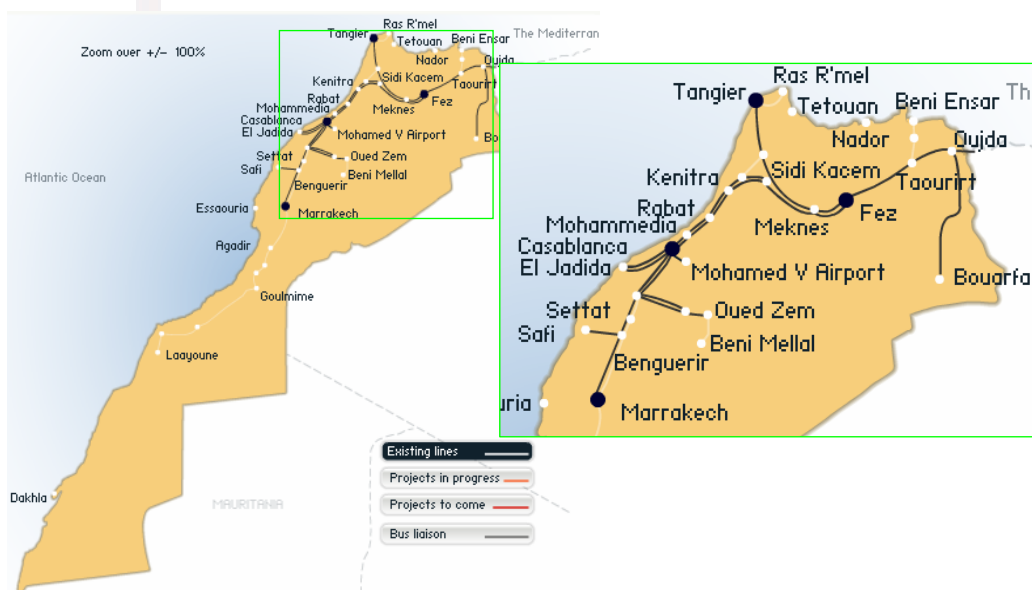 Zoom over +/- 100%
Tangier
Ras R'mel
Tetouan
Beni Ensar
The Mediterran
Nador
Oujda
Kenitra
Sidi Kacem
Taourirt
Rabat
Meknes
Fez
Mohammedia
Casablanca
El Jadida
Mohamed V Airport
Bo
Settat
Oued Zem
Safi
Beni Mellal
Benguerir
Atlantic Ocean
Essaouria
Marrakech
Agadir
Goulmime
Laayoune
Dakhla
MAURITANIA
Existing lines
Projects in progress
Projects to come
Bus liaison
Ras R'mel
Tangier
Tetouan
Beni Ensar
Th
Nador
Oujda
Kenitra
Sidi Kacem
Taourirt
Rabat
Meknes
Fez
Mohammedia
Casablanca
El Jadida
Mohamed V Airport
Bouarfa
Settat
Oued Zem
Safi
Beni Mellal
Benguerir
uria
Marrakech